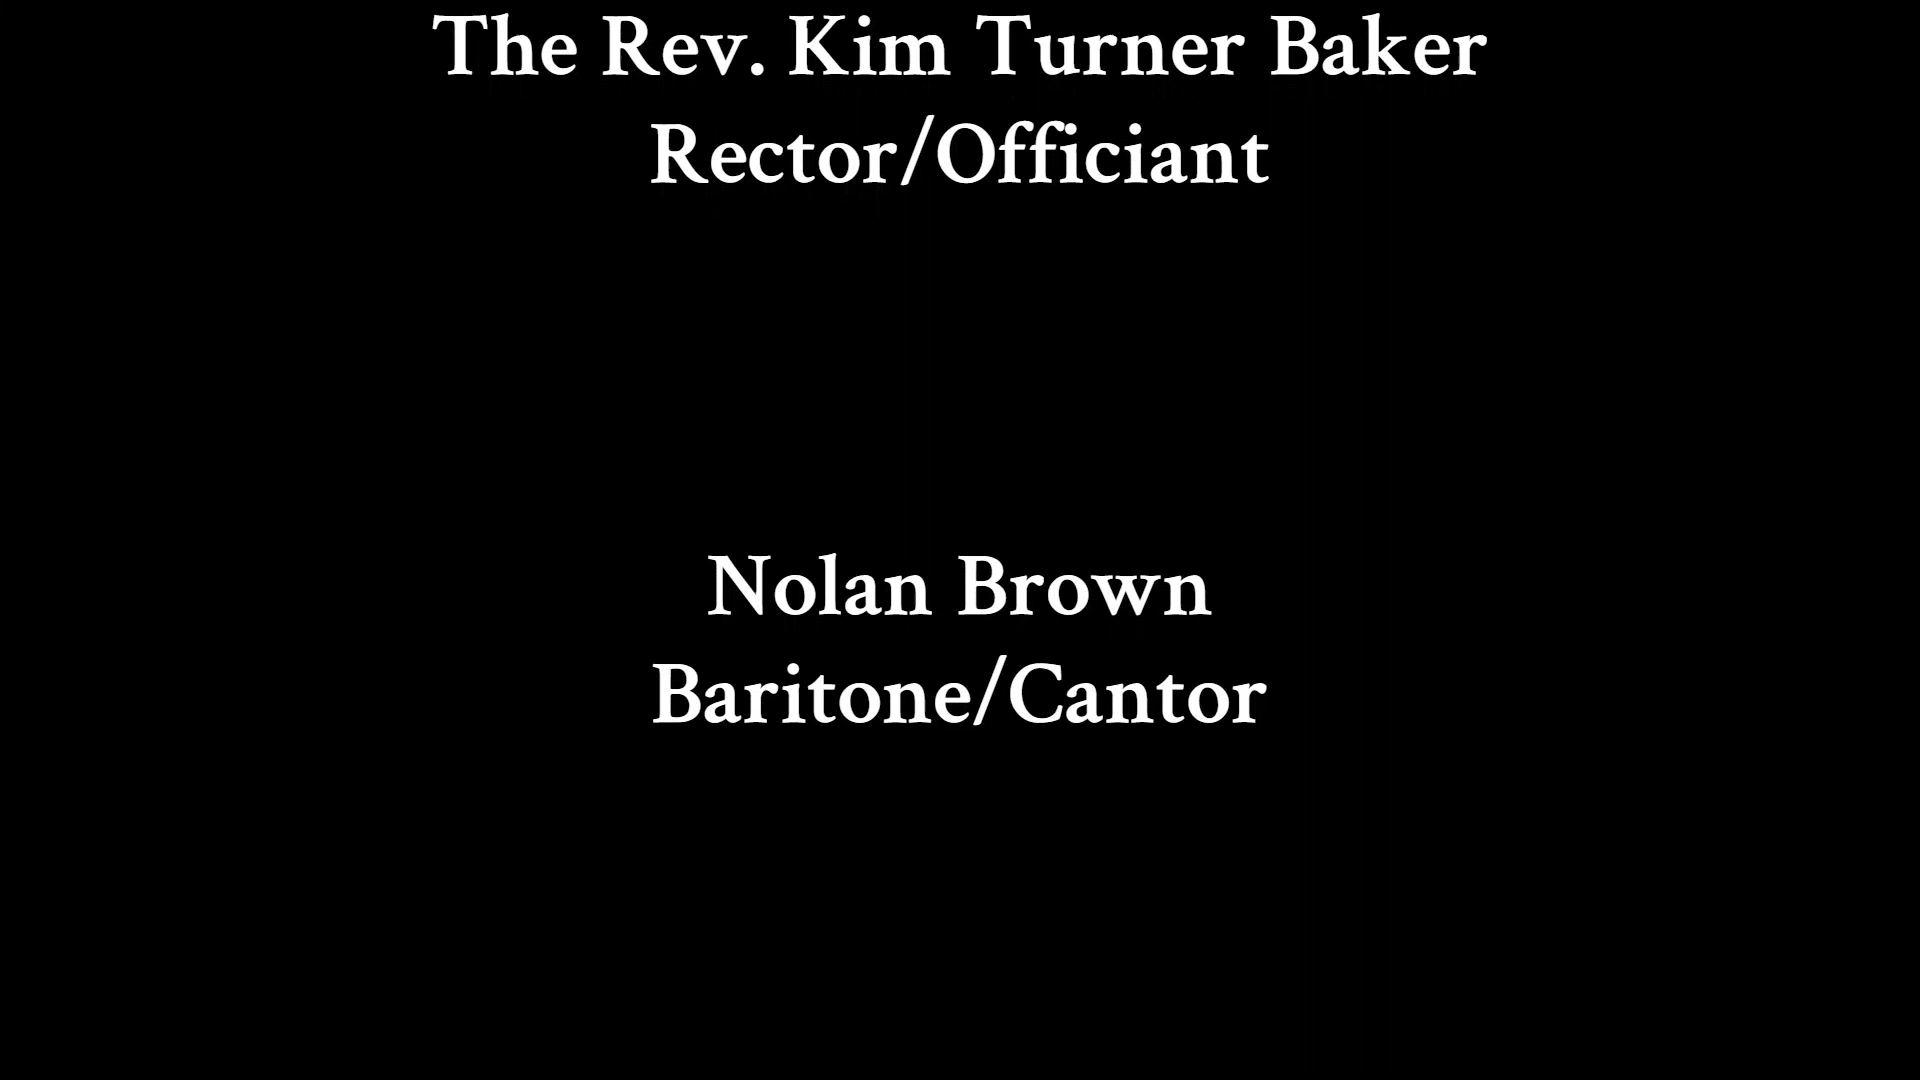 The Rev. Kim Turner Baker
Rector/Officiant
Nolan Brown
Baritone/Cantor